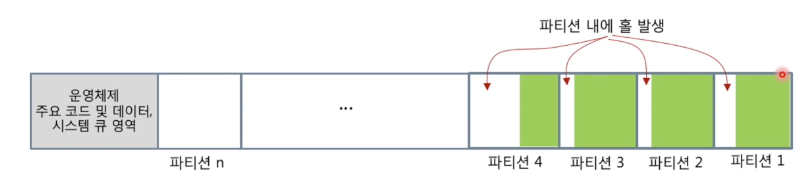 파티션 내에 홀 발생
운영체제
주요 코드 및 데이터,
시스템 큐 영역
...
파티션 n
파티션 4
파티션 3
파티션 2
파티션 1